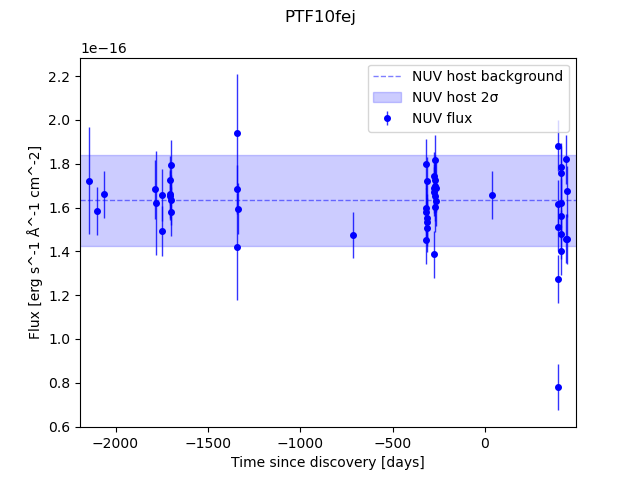 PTF10fej
1e−16
NUV host background
NUV host 2σ
NUV flux
2.2
2.0
1.8
1.6
1.4
1.2
1.0
0.8
0.6
Flux [erg s^-1 Å^-1 cm^-2]
−2000
−1500
−1000
−500
0
Time since discovery [days]